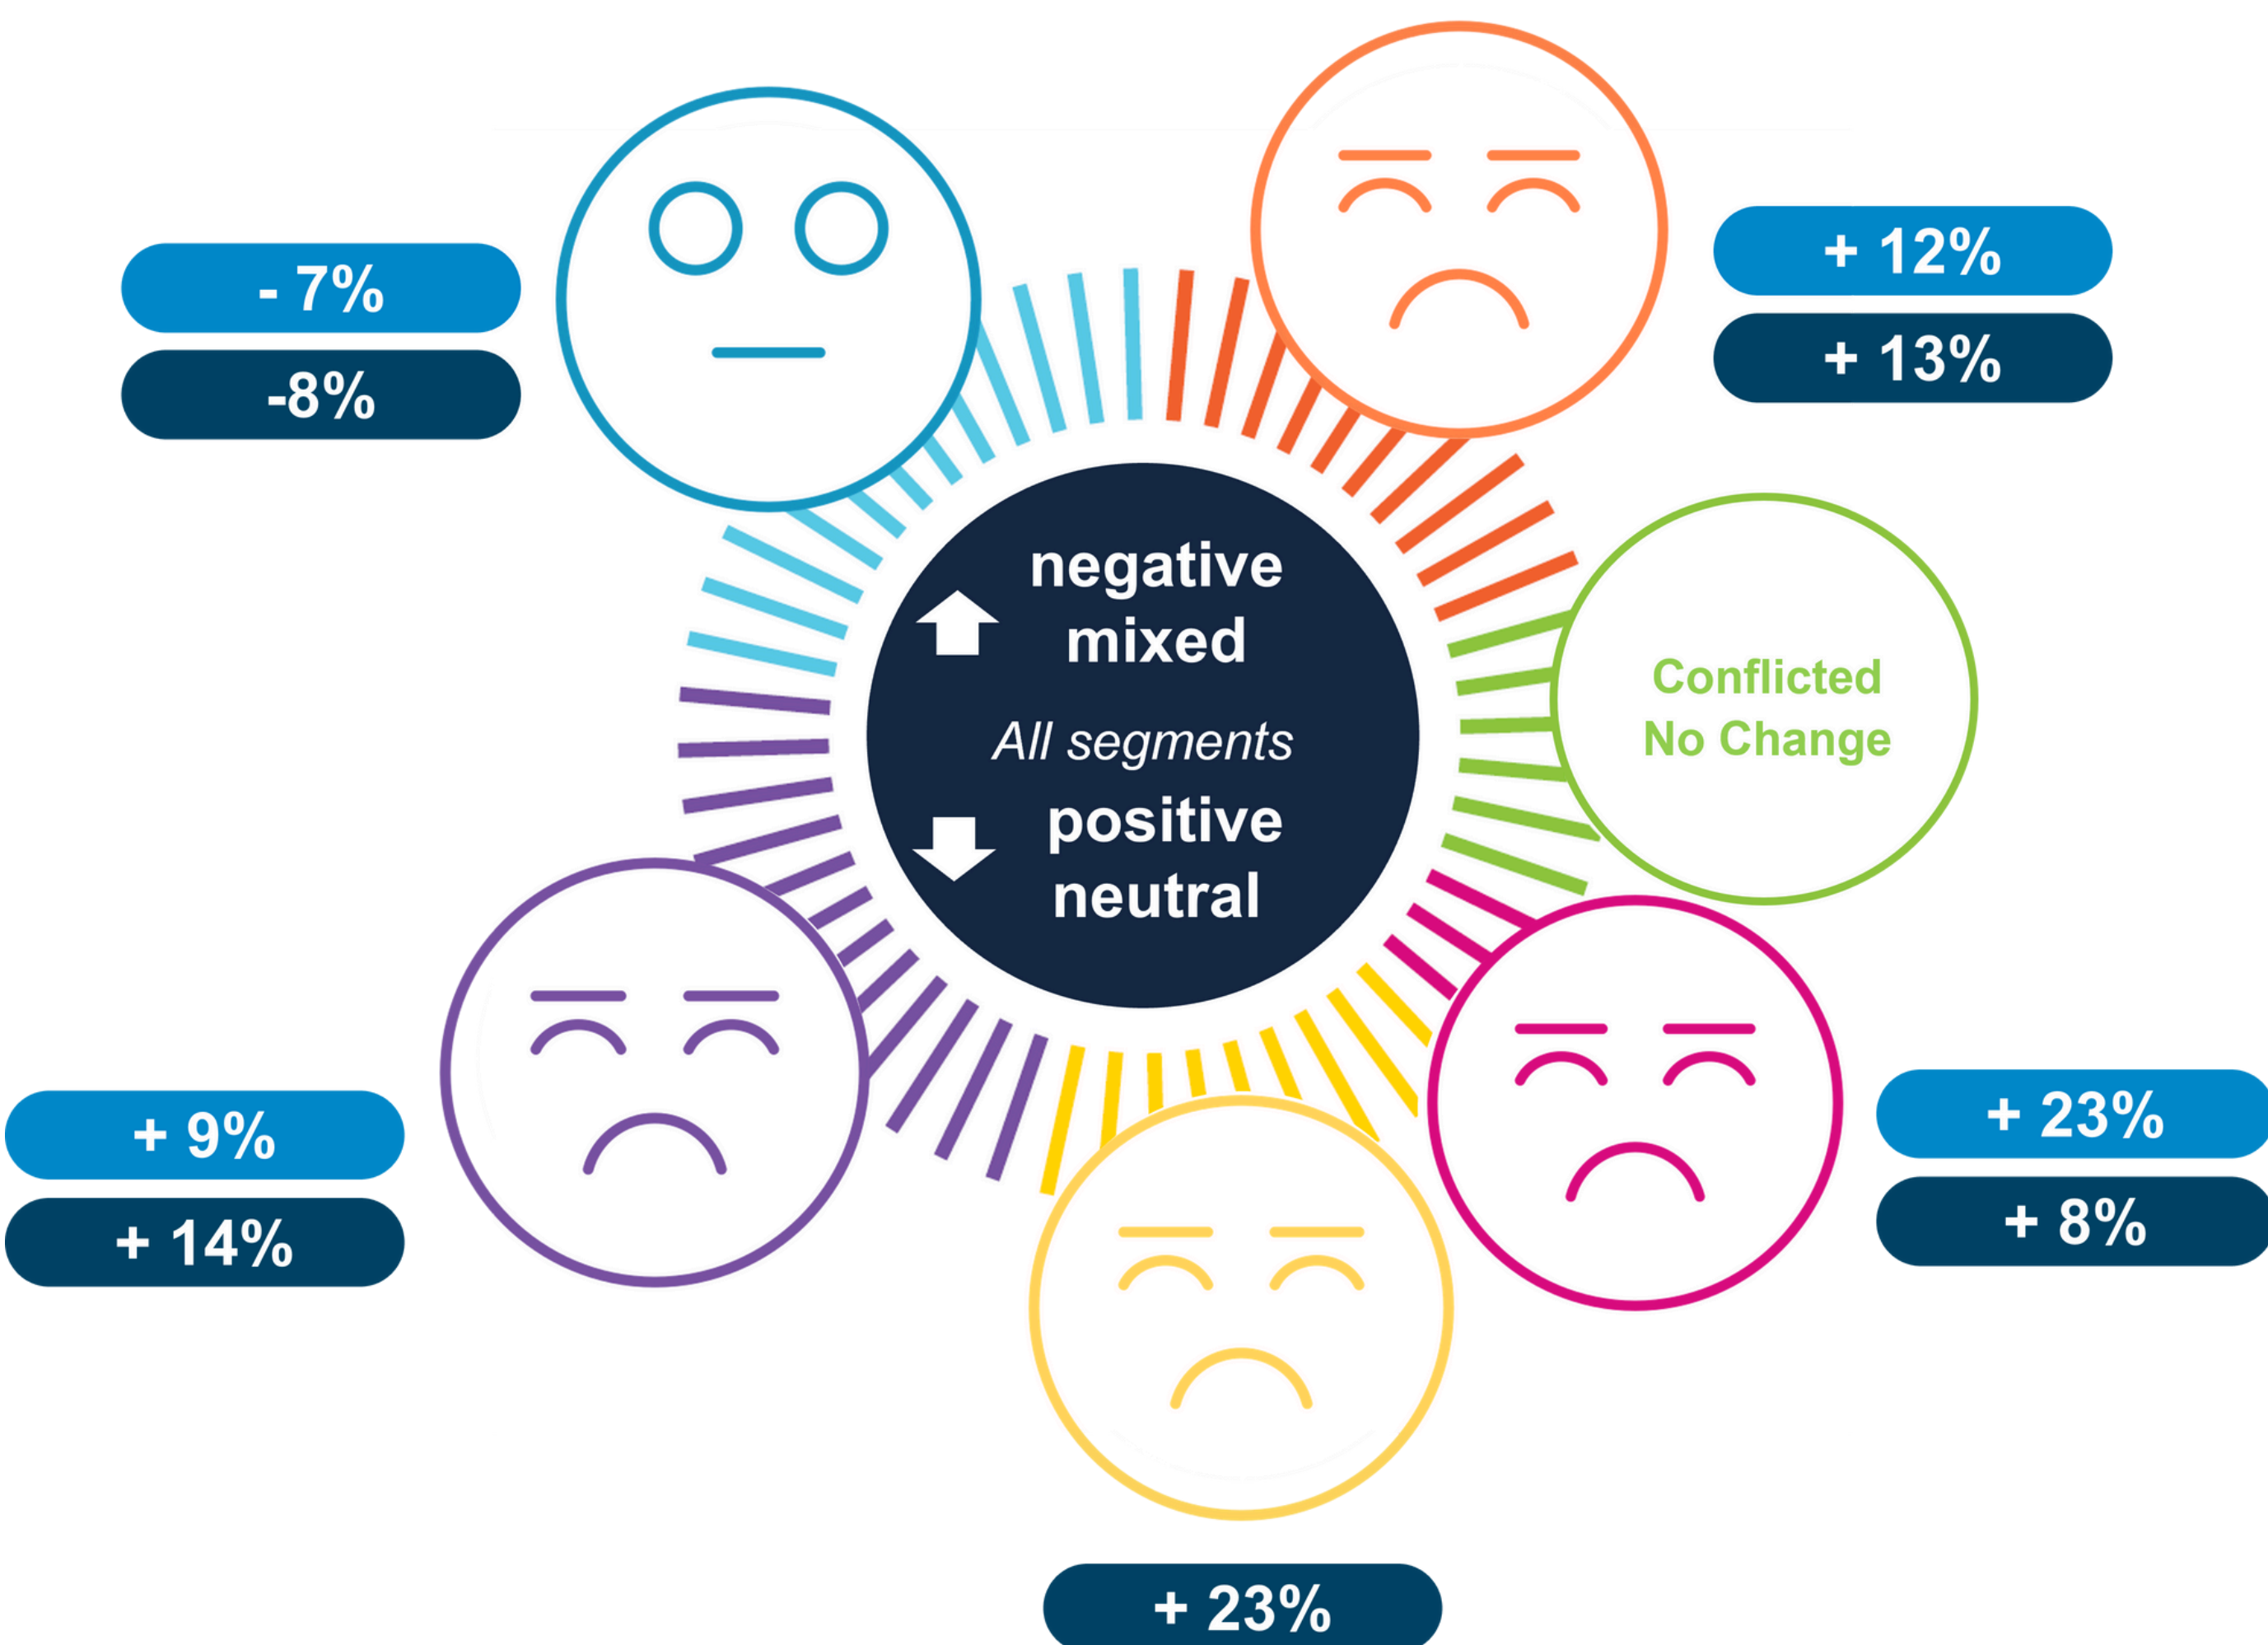 - 7%
-8%
+ 12%
+ 13%
negative
mixed
All segments
positive
neutral
Conflicted
No Change
+ 9%
+ 14%
+ 23%
+ 8%
+ 23%